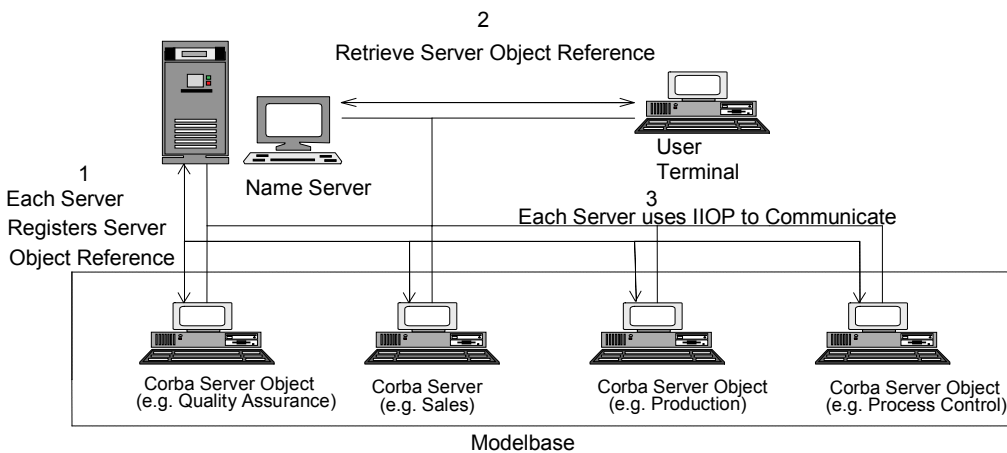 2
Retrieve Server Object Reference
User
Terminal
Name Server
1
Each Server
Registers Server
Object Reference
3
Each Server uses IIOP to Communicate
Corba Server Object
(e.g. Quality Assurance)
Corba Server
(e.g. Sales)
Corba Server Object
(e.g. Production)
Corba Server Object
(e.g. Process Control)
Modelbase